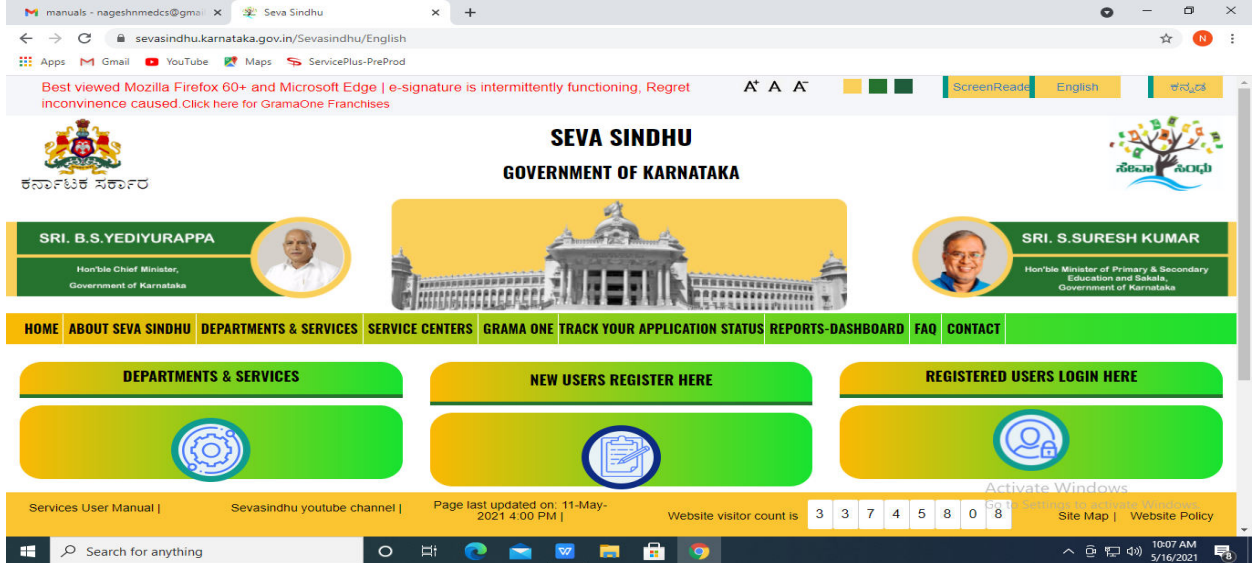 manuals - nageshnmedcs@gmai
Seva Sindhu
sevasindhu.karnataka.gov.in/Sevasindhu/English
N
Apps Gmail YouTube Maps ServicePlus-PreProd
Best viewed Mozilla Firefox 60+ and Microsoft Edge | e-signature is intermittently functioning, Regret
inconvinence caused.Click here for GramaOne Franchises
A+ A A-
ScreenReade English ಕನ್ನಡ
SEVA SINDHU
GOVERNMENT OF KARNATAKA
ಕರ್ನಾಟಕ ಸರ್ಕಾರ
ಸೇವಾ ಸಿಂಧು
SRI. B.S.YEDIYURAPPA
Hon'ble Chief Minister,
Government of Karnataka
SRI. S.SURESH KUMAR
Hon'ble Minister of Primary & Secondary
Education and Sakala,
Government of Karnataka
HOME ABOUT SEVA SINDHU DEPARTMENTS & SERVICES SERVICE CENTERS GRAMA ONE TRACK YOUR APPLICATION STATUS REPORTS-DASHBOARD FAQ CONTACT
DEPARTMENTS & SERVICES
NEW USERS REGISTER HERE
REGISTERED USERS LOGIN HERE
Activate Windows
Go to Settings to activate Windows.
Services User Manual | Sevasindhu youtube channel | Page last updated on: 11-May-
2021 4:00 PM | Website visitor count is 3 3 7 4 5 8 0 8 Site Map | Website Policy
Search for anything
10:07 AM
5/16/2021
8